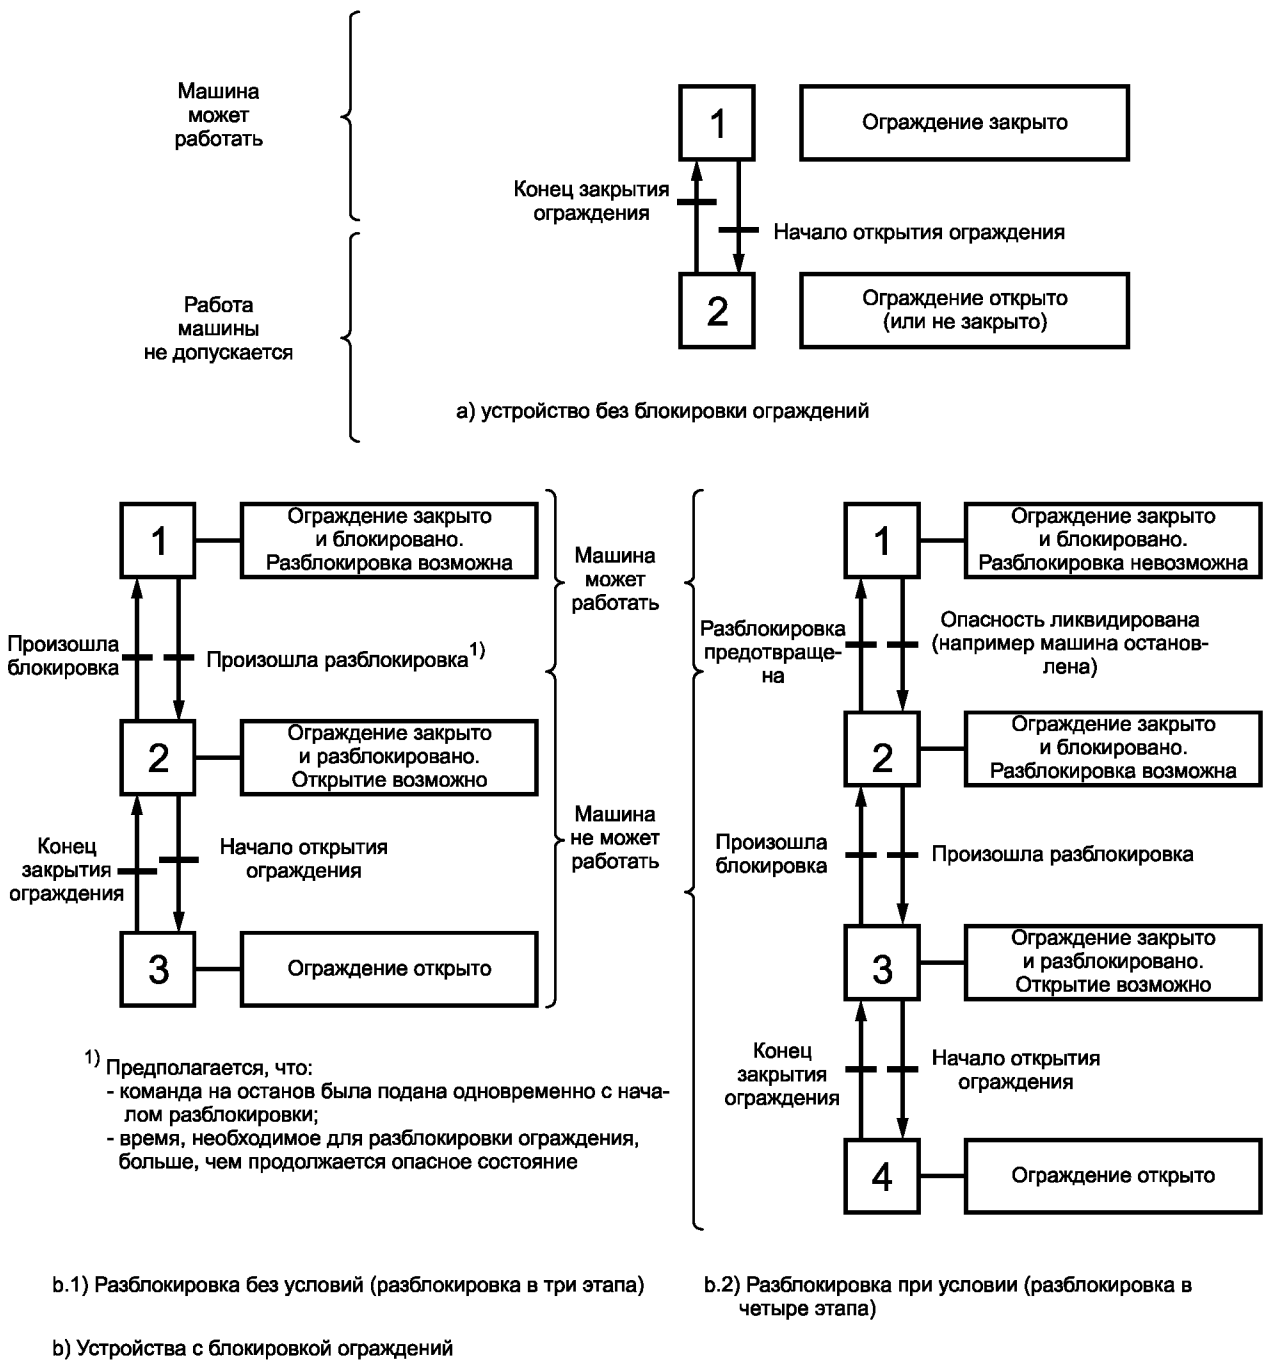 Машина
может
работать
1
Ограждение закрыто
Конец закрытия
ограждения
Начало открытия ограждения
Работа
машины
не допускается
2
Ограждение открыто
(или не закрыто)
a) устройство без блокировки ограждений
1
Ограждение закрыто
и блокировано.
Разблокировка возможна
Произошла
блокировка
Произошла разблокировка1)
2
Ограждение закрыто
и разблокировано.
Открытие возможно
Конец
закрытия
ограждения
Начало открытия
ограждения
3
Ограждение открыто
Машина
может
работать
Машина
не может
работать
1) Предполагается, что:
- команда на останов была подана одновременно с нача-
лом разблокировки;
- время, необходимое для разблокировки ограждения,
больше, чем продолжается опасное состояние
1
Ограждение закрыто
и блокировано.
Разблокировка невозможна
Разблокировка
предотвраще-
на
Опасность ликвидирована
(например машина останов-
лена)
2
Ограждение закрыто
и блокировано.
Разблокировка возможна
Произошла
блокировка
Произошла разблокировка
3
Ограждение закрыто
и разблокировано.
Открытие возможно
Конец
закрытия
ограждения
Начало открытия
ограждения
4
Ограждение открыто
b.1) Разблокировка без условий (разблокировка в три этапа)
b.2) Разблокировка при условии (разблокировка в
четыре этапа)
b) Устройства с блокировкой ограждений